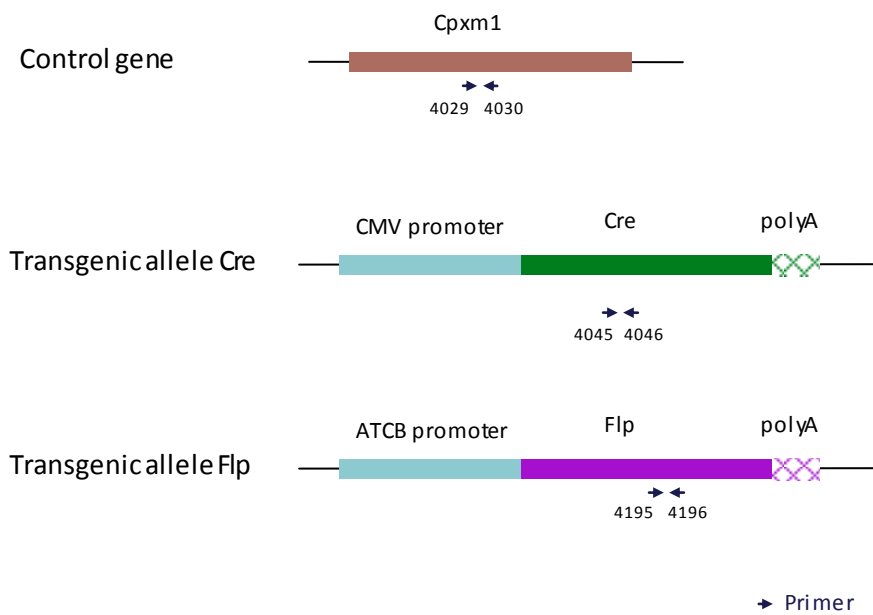 Cpxm1
Control gene
4029 4030
CMV promoter Cre polyA
Transgenic allele Cre
4045 4046
ATCB promoter Flp polyA
Transgenic allele Flp
4195 4196
Primer